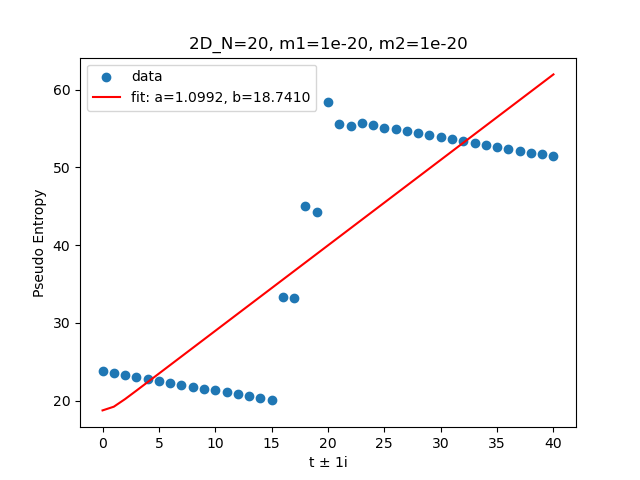 2D_N=20, m1=1e-20, m2=1e-20
data
fit: a=1.0992, b=18.7410
Pseudo Entropy
60
50
40
30
20
0 5 10 15 20 25 30 35 40
t ± 1i